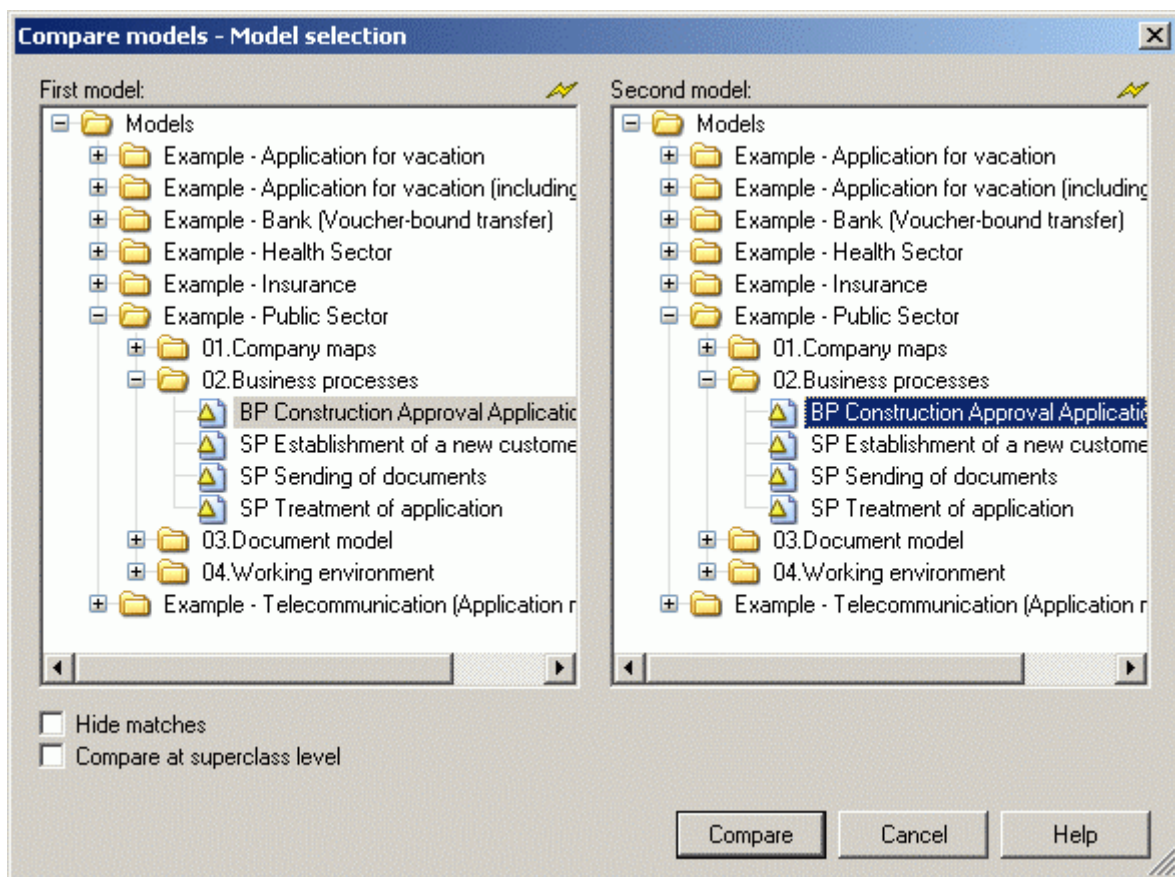 Compare models - Model selection
First model:
Models
Example - Application for vacation
Example - Application for vacation (including
Example - Bank (Voucher-bound transfer)
Example - Health Sector
Example - Insurance
Example - Public Sector
01.Company maps
02.Business processes
BP Construction Approval Applicatio
SP Establishment of a new custome
SP Sending of documents
SP Treatment of application
03.Document model
04.Working environment
Example - Telecommunication (Application r
Second model:
Models
Example - Application for vacation
Example - Application for vacation (including
Example - Bank (Voucher-bound transfer)
Example - Health Sector
Example - Insurance
Example - Public Sector
01.Company maps
02.Business processes
BP Construction Approval Applicatio
SP Establishment of a new custome
SP Sending of documents
SP Treatment of application
03.Document model
04.Working environment
Example - Telecommunication (Application r
Hide matches
Compare at superclass level
Compare
Cancel
Help